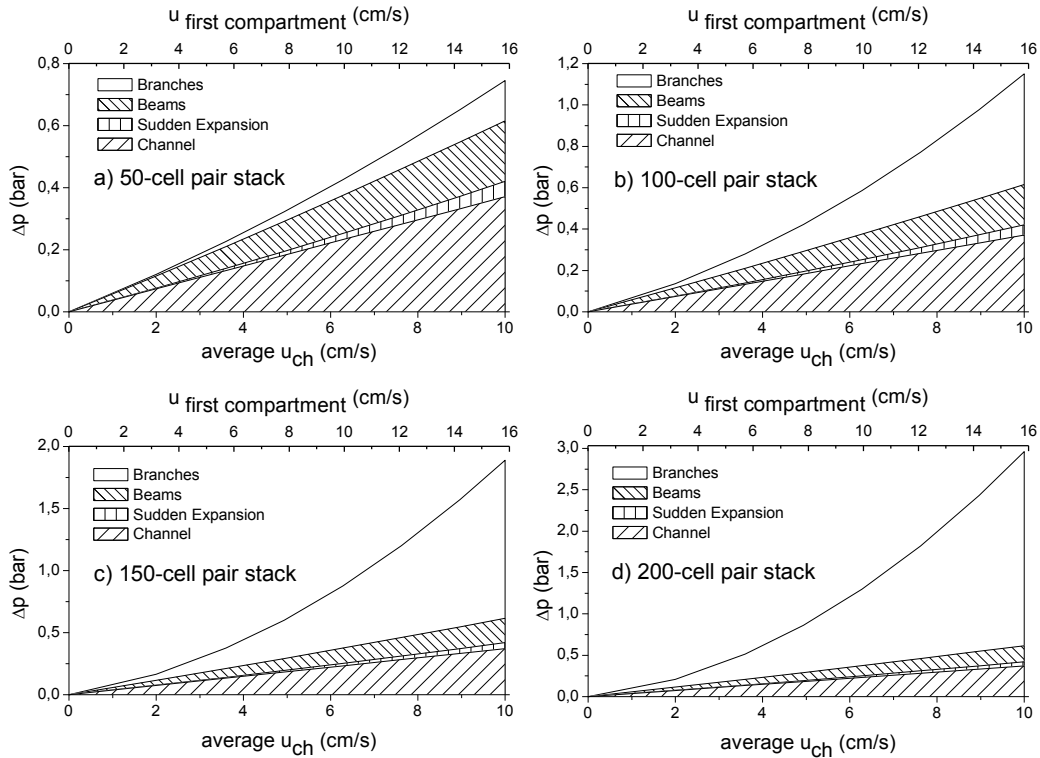 u first compartment (cm/s)
0 2 4 6 8 10 12 14 16
0,8
0,6
0,4
0,2
0,0
Δp (bar)
Branches
Beams
Sudden Expansion
Channel
a) 50-cell pair stack
0 2 4 6 8 10
average uch (cm/s)
u first compartment (cm/s)
0 2 4 6 8 10 12 14 16
1,2
1,0
0,8
0,6
0,4
0,2
0,0
Δp (bar)
Branches
Beams
Sudden Expansion
Channel
b) 100-cell pair stack
0 2 4 6 8 10
average uch (cm/s)
u first compartment (cm/s)
0 2 4 6 8 10 12 14 16
2,0
1,5
1,0
0,5
0,0
Δp (bar)
Branches
Beams
Sudden Expansion
Channel
c) 150-cell pair stack
0 2 4 6 8 10
average uch (cm/s)
u first compartment (cm/s)
0 2 4 6 8 10 12 14 16
3,0
2,5
2,0
1,5
1,0
0,5
0,0
Δp (bar)
Branches
Beams
Sudden Expansion
Channel
d) 200-cell pair stack
0 2 4 6 8 10
average uch (cm/s)